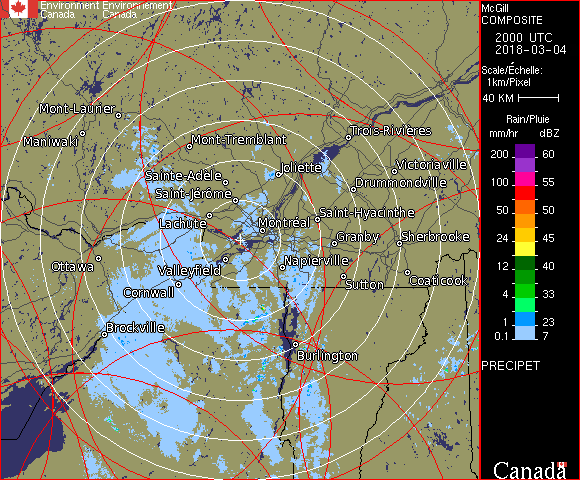 Environment Environnement
Canada Canada
McGill
COMPOSITE
2000 UTC
2018-03-04
Scale/Échelle:
1km/Pixel
40 KM
Rain/Pluie
mm/hr dBZ
200 60
100 55
50 50
24 45
12 40
4 33
1 23
0.1 7
PRECIPET
Canada
Mont-Laurier
Maniwaki
Mont-Tremblant
Trois-Rivières
Victoriaville
Joliette
Sainte-Adèle
Drummondville
Saint-Jérôme
Saint-Hyacinthe
Lachute
Montréal
Granby
Sherbrooke
Ottawa
Valleyfield
Napierville
Sutton
Coaticook
Cornwall
Brockville
Burlington